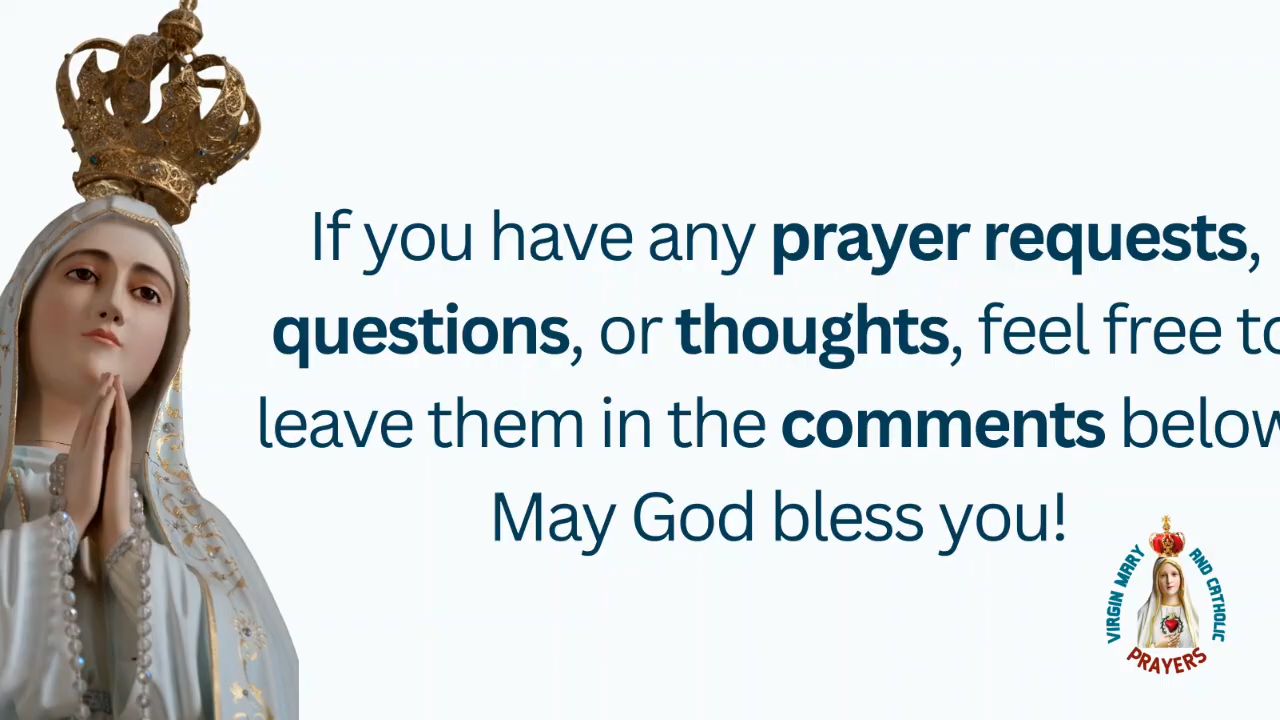 If you have any prayer requests,
questions, or thoughts, feel free to
leave them in the comments below
May God bless you!
VIRGIN MARY AND CATHOLIC
PRAYERS